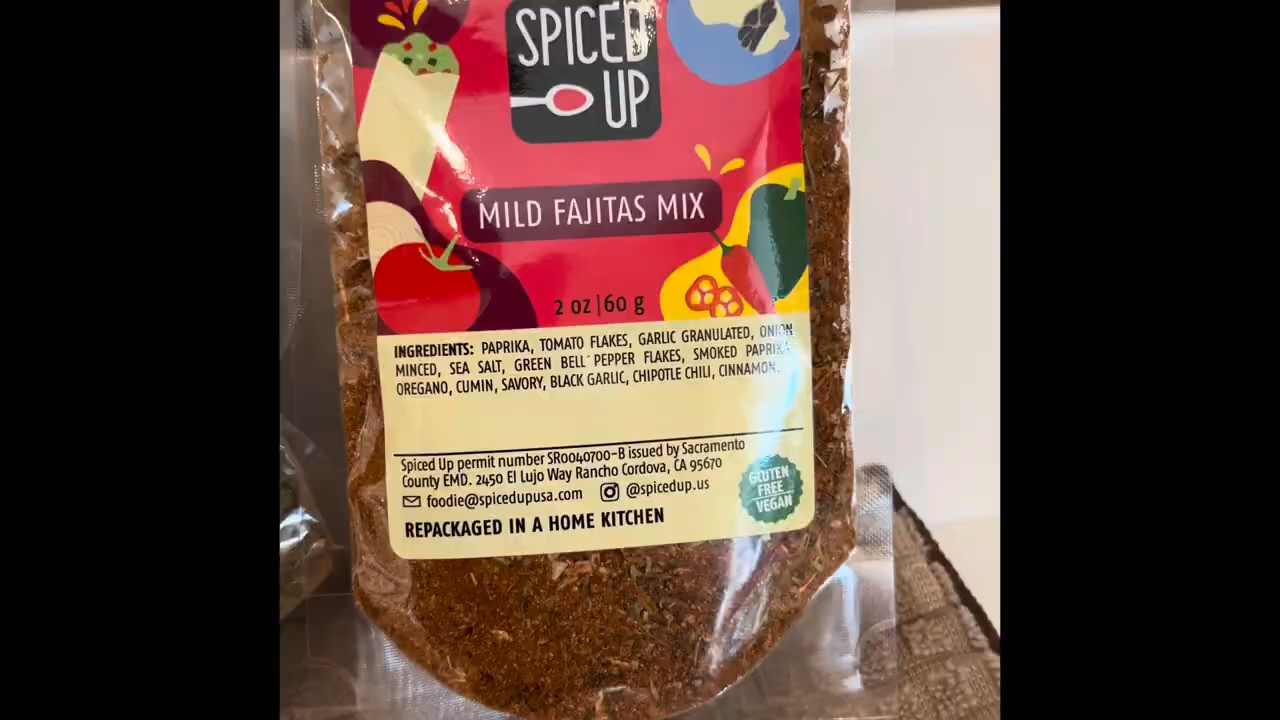 SPICED
UP
MILD FAJITAS MIX
2 oz | 60 g
INGREDIENTS: PAPRIKA, TOMATO FLAKES, GARLIC GRANULATED, ONION
MINCED, SEA SALT, GREEN BELL PEPPER FLAKES, SMOKED PAPRIKA,
OREGANO, CUMIN, SAVORY, BLACK GARLIC, CHIPOTLE CHILI, CINNAMON.
Spiced Up permit number SR0040700-B issued by Sacramento
County EMD. 2450 El Lujo Way Rancho Cordova, CA 95670
foodie@spicedupusa.com @spicedup.us
REPACKAGED IN A HOME KITCHEN
GLUTEN
FREE
VEGAN